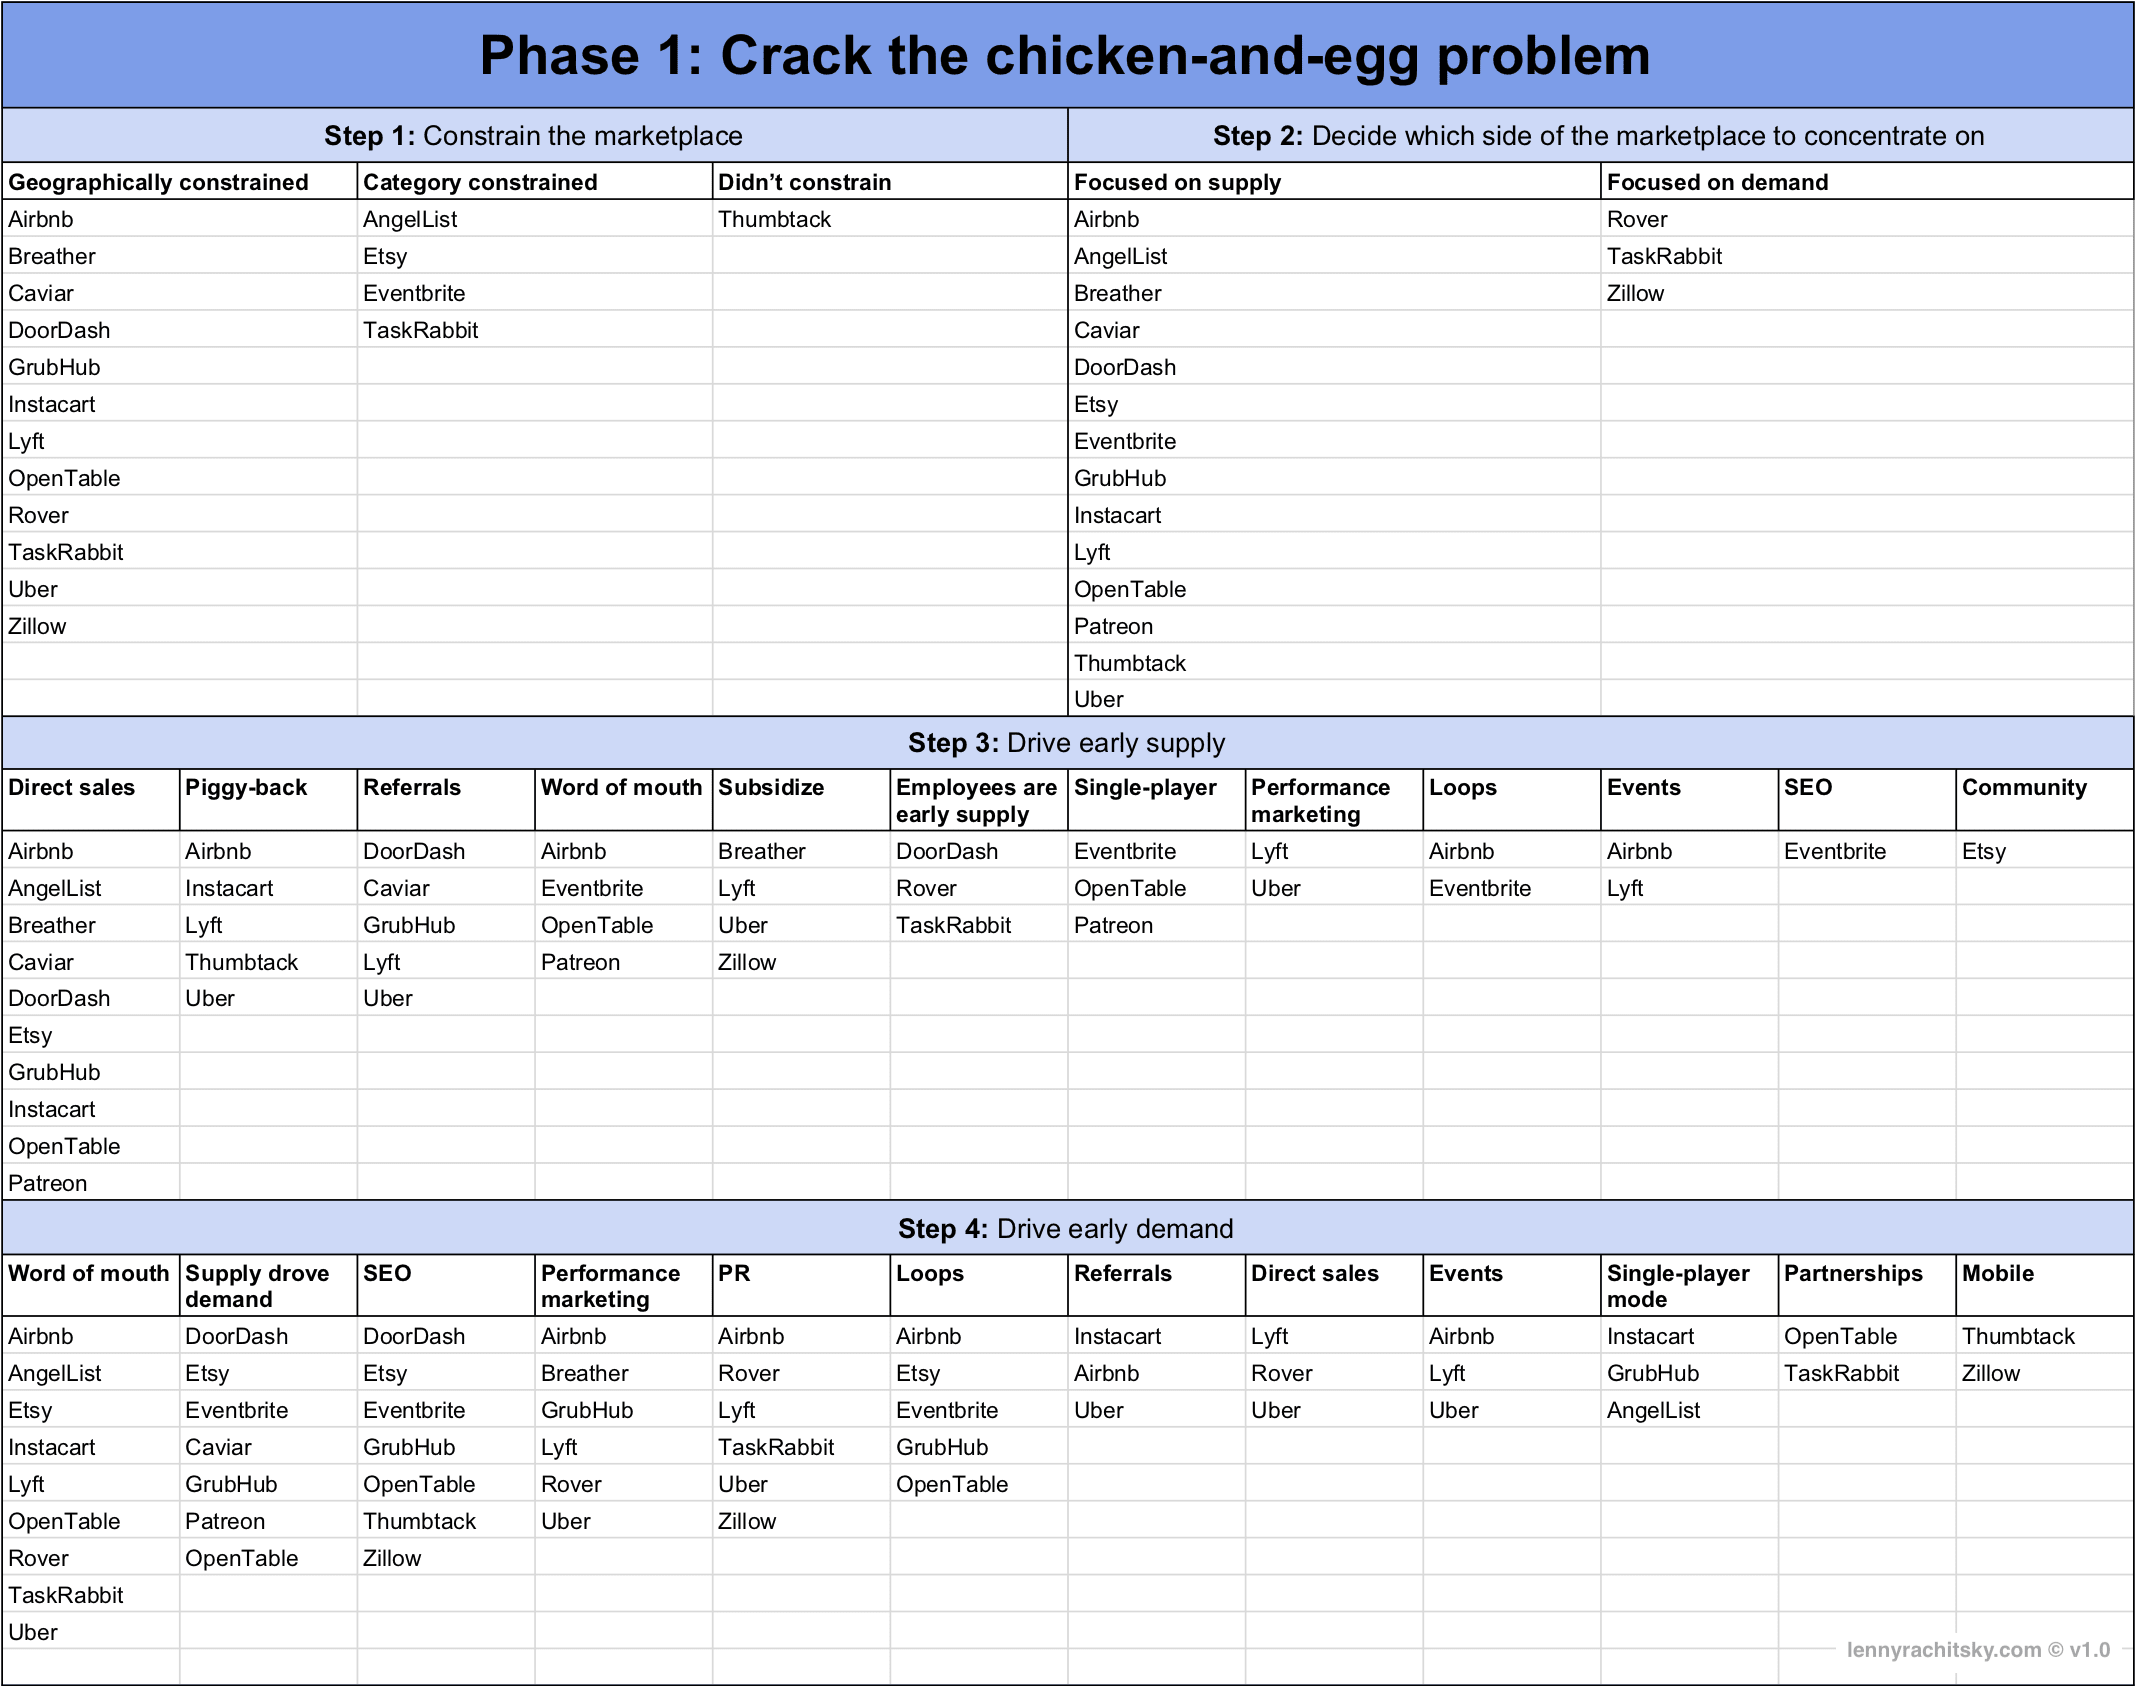 Phase 1: Crack the chicken-and-egg problem
Step 1: Constrain the marketplace
Step 2: Decide which side of the marketplace to concentrate on
Geographically constrained Category constrained Didn’t constrain Focused on supply Focused on demand
Airbnb AngelList Thumbtack Airbnb Rover
Breather Etsy AngelList TaskRabbit
Caviar Eventbrite Breather Zillow
DoorDash TaskRabbit Caviar
GrubHub DoorDash
Instacart Etsy
Lyft Eventbrite
OpenTable GrubHub
Rover Instacart
TaskRabbit Lyft
Uber OpenTable
Zillow Patreon
Thumbtack
Uber
Step 3: Drive early supply
Direct sales Piggy-back Referrals Word of mouth Subsidize Employees are Single-player Performance Loops Events SEO Community
early supply marketing
Airbnb Airbnb DoorDash Airbnb Breather DoorDash Eventbrite Lyft Airbnb Airbnb Eventbrite Etsy
AngelList Instacart Caviar Eventbrite Lyft Rover OpenTable Uber Eventbrite Lyft
Breather Lyft GrubHub OpenTable Uber TaskRabbit Patreon
Caviar Thumbtack Lyft Patreon Zillow
DoorDash Uber Uber
Etsy
GrubHub
Instacart
OpenTable
Patreon
Step 4: Drive early demand
Word of mouth Supply drove SEO Performance PR Loops Referrals Direct sales Events Single-player Partnerships Mobile
demand marketing mode
Airbnb DoorDash DoorDash Airbnb Airbnb Airbnb Instacart Lyft Airbnb Instacart OpenTable Thumbtack
AngelList Etsy Etsy Breather Rover Etsy Airbnb Rover Lyft GrubHub TaskRabbit Zillow
Etsy Eventbrite Eventbrite GrubHub Lyft Eventbrite Uber Uber Uber AngelList
Instacart Caviar GrubHub Lyft TaskRabbit GrubHub
Lyft GrubHub OpenTable Rover Uber OpenTable
OpenTable Patreon Thumbtack Uber Zillow
Rover OpenTable Zillow
TaskRabbit
Uber
lennyrachitsky.com © v1.0